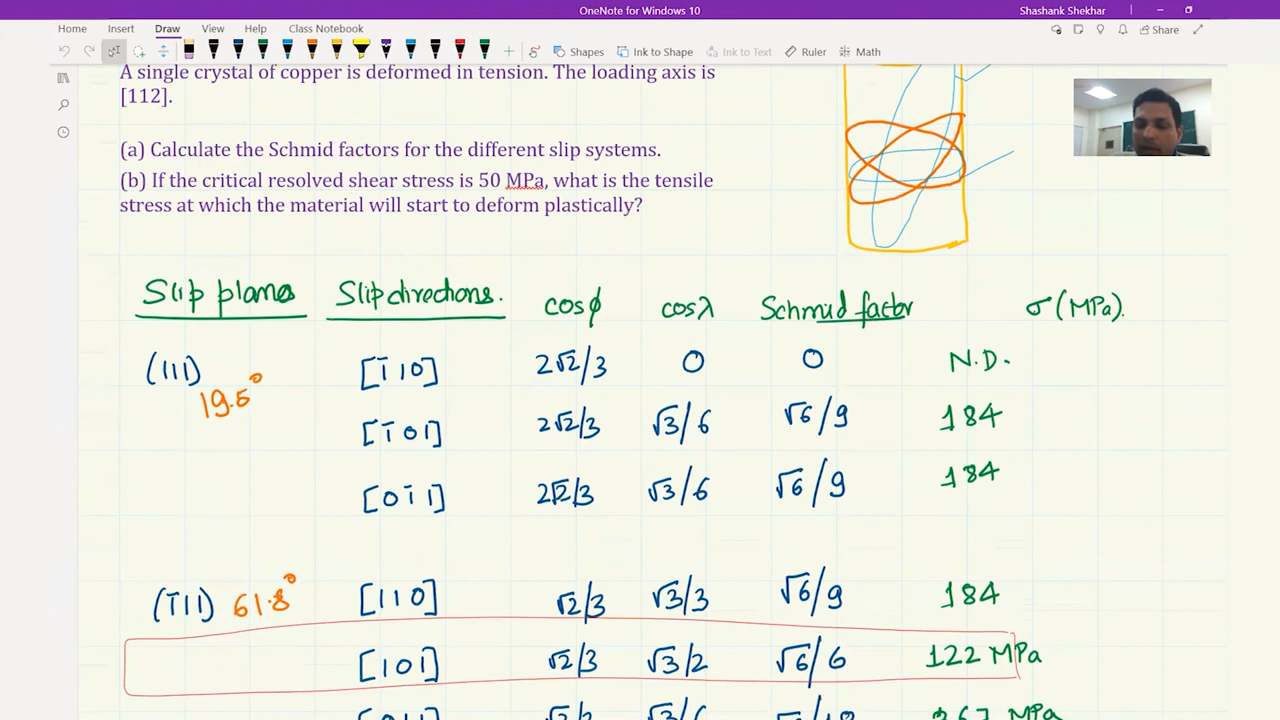 OneNote for Windows 10
Shashank Shekhar
Home Insert Draw View Help Class Notebook
Share
Shapes Ink to Shape Ink to Text Ruler Math
A single crystal of copper is deformed in tension. The loading axis is
[112].
(a) Calculate the Schmid factors for the different slip systems.
(b) If the critical resolved shear stress is 50 MPa, what is the tensile
stress at which the material will start to deform plastically?
Slip plane Slip directions. cosϕ cosλ Schmid factor σ (MPa).
(111) [1̄10] 2√2/3 0 0 N.D.
19.5°
[1̄01] 2√2/3 √3/6 √6/9 184
[01̄1] 2√2/3 √3/6 √6/9 184
(1̄11) 61.8° [110] √2/3 √3/3 √6/9 184
[101] √2/3 √3/2 √6/6 122 MPa